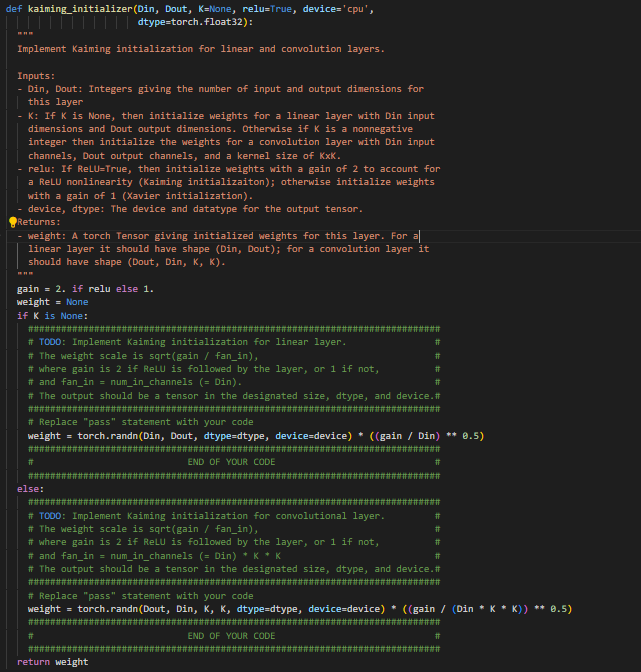 def kaiming_initializer(Din, Dout, K=None, relu=True, device='cpu',
                        dtype=torch.float32):
  """
  Implement Kaiming initialization for linear and convolution layers.

  Inputs:
  - Din, Dout: Integers giving the number of input and output dimensions for
    this layer
  - K: If K is None, then initialize weights for a linear layer with Din input
    dimensions and Dout output dimensions. Otherwise if K is a nonnegative
    integer then initialize the weights for a convolution layer with Din input
    channels, Dout output channels, and a kernel size of KxK.
  - relu: If ReLU=True, then initialize weights with a gain of 2 to account for
    a ReLU nonlinearity (Kaiming initializaiton); otherwise initialize weights
    with a gain of 1 (Xavier initialization).
  - device, dtype: The device and datatype for the output tensor.
  Returns:
  - weight: A torch Tensor giving initialized weights for this layer. For a
    linear layer it should have shape (Din, Dout); for a convolution layer it
    should have shape (Dout, Din, K, K).
  """
  gain = 2. if relu else 1.
  weight = None
  if K is None:
    ###########################################################################
    # TODO: Implement Kaiming initialization for linear layer.                #
    # The weight scale is sqrt(gain / fan_in),                                #
    # where gain is 2 if ReLU is followed by the layer, or 1 if not,          #
    # and fan_in = num_in_channels (= Din).                                   #
    # The output should be a tensor in the designated size, dtype, and device.#
    ###########################################################################
    # Replace "pass" statement with your code
    weight = torch.randn(Din, Dout, dtype=dtype, device=device) * ((gain / Din) ** 0.5)
    ###########################################################################
    #                            END OF YOUR CODE                             #
    ###########################################################################
  else:
    ###########################################################################
    # TODO: Implement Kaiming initialization for convolutional layer.         #
    # The weight scale is sqrt(gain / fan_in),                                #
    # where gain is 2 if ReLU is followed by the layer, or 1 if not,          #
    # and fan_in = num_in_channels (= Din) * K * K                            #
    # The output should be a tensor in the designated size, dtype, and device.#
    ###########################################################################
    # Replace "pass" statement with your code
    weight = torch.randn(Dout, Din, K, K, dtype=dtype, device=device) * ((gain / (Din * K * K)) ** 0.5)
    ###########################################################################
    #                            END OF YOUR CODE                             #
    ###########################################################################
  return weight